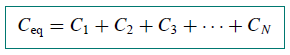 C_eq = C_1 + C_2 + C_3 + ··· + C_N